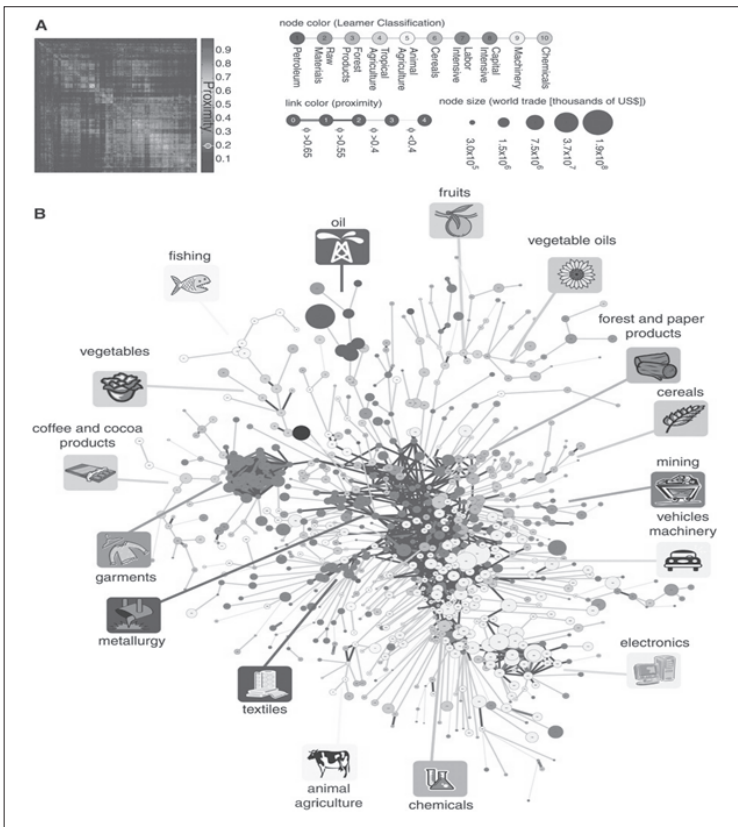 A
node color (Leamer Classification)
1 2 3 4 5 6 7 8 9 10
Petroleum
Raw Materials
Forest Products
Tropical Agriculture
Animal Agriculture
Cereals
Labor Intensive
Capital Intensive
Machinery
Chemicals
0.9
0.8
0.7
0.6
0.5
0.4
0.3
0.2
0.1
Proximity ϕ
link color (proximity)
0 1 2 3 4
ϕ >0.65
ϕ >0.55
ϕ >0.4
ϕ <0.4
node size (world trade [thousands of US$])
3.0x10⁵
1.5x10⁶
7.5x10⁶
3.7x10⁷
1.9x10⁸
B
fruits
oil
vegetable oils
fishing
forest and paper
products
vegetables
cereals
coffee and cocoa
products
mining
vehicles
machinery
garments
metallurgy
electronics
textiles
animal
agriculture
chemicals